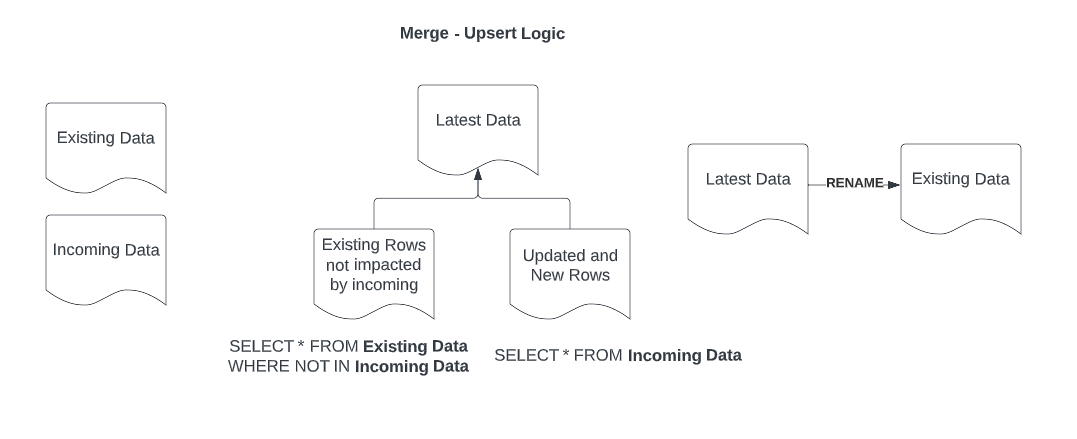 Merge - Upsert Logic
Existing Data
Incoming Data
Latest Data
Existing Rows
not impacted
by incoming
Updated and
New Rows
SELECT * FROM Existing Data
WHERE NOT IN Incoming Data
SELECT * FROM Incoming Data
Latest Data
RENAME
Existing Data